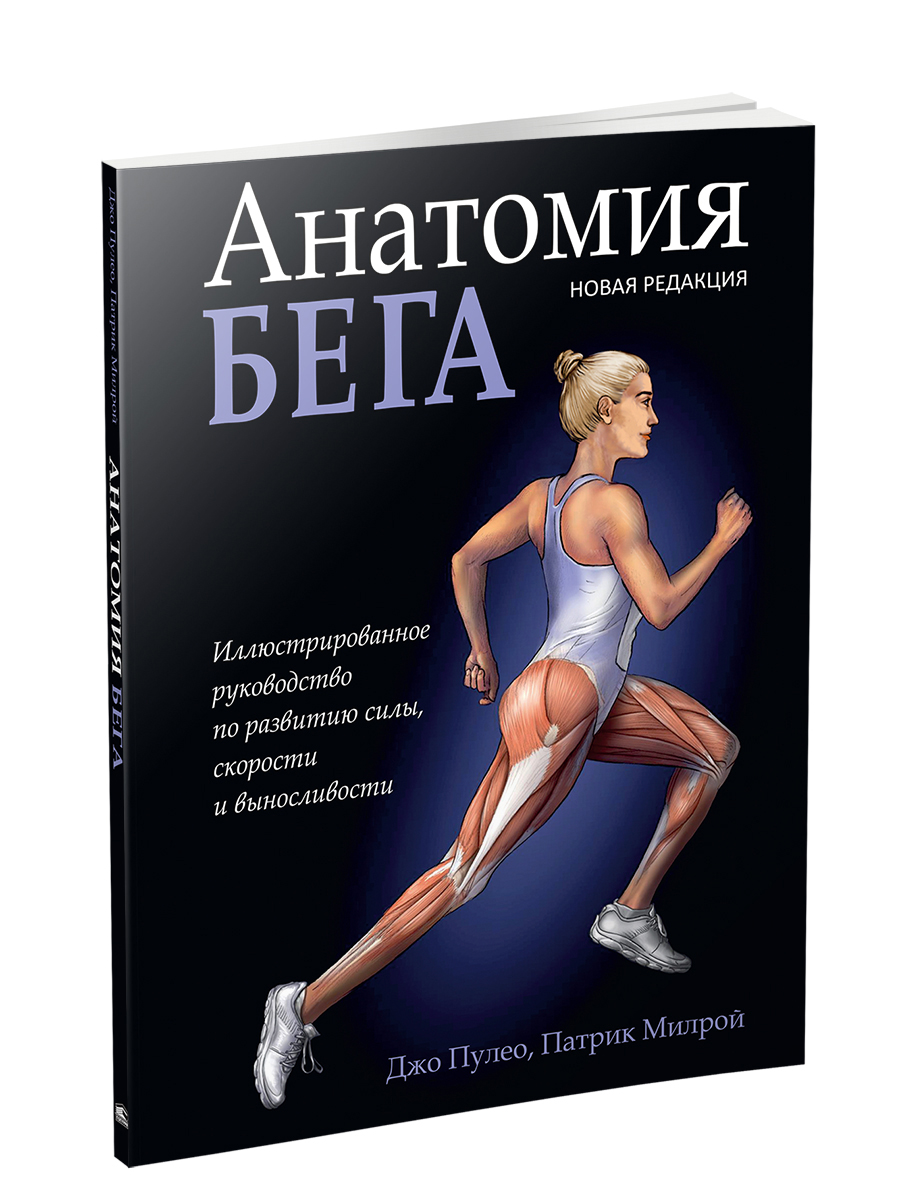 Анатомия
БЕГА
НОВАЯ РЕДАКЦИЯ
Иллюстрированное
руководство
по развитию силы,
скорости
и выносливости
Джо Пулео, Патрик Милрой
Джо Пулео, Патрик Милрой
АНАТОМИЯ БЕГА